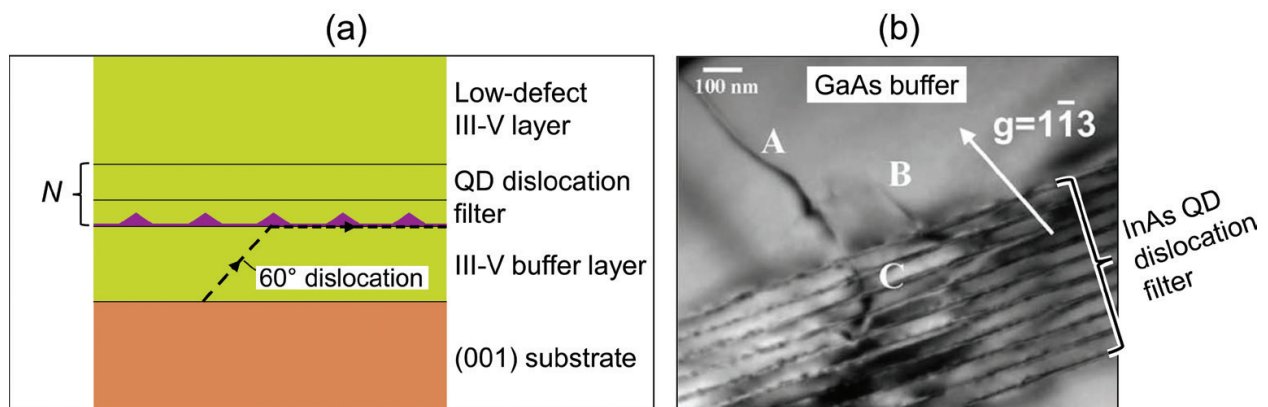 (a)
Low-defect
III-V layer
N
QD dislocation
filter
60° dislocation
III-V buffer layer
(001) substrate
(b)
100 nm
GaAs buffer
A
g=11̅3
B
C
InAs QD
dislocation
filter